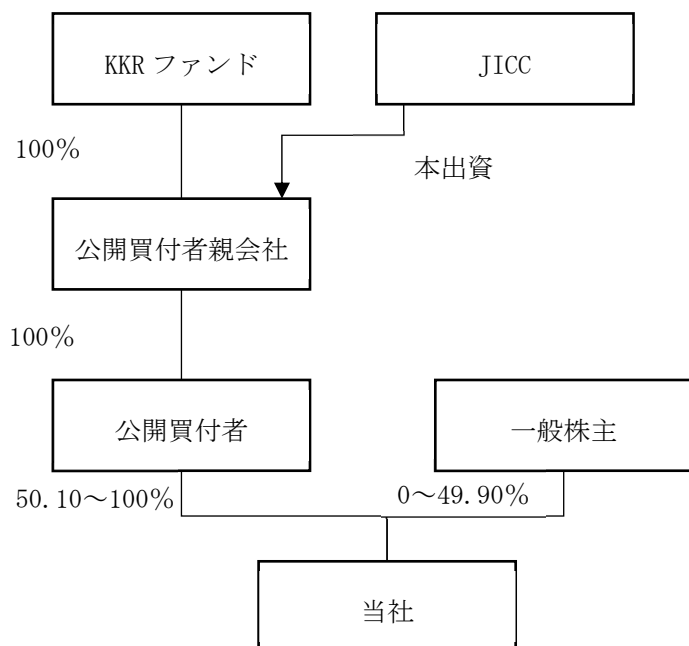 KKR ファンド
JICC
100%
本出資
公開買付者親会社
100%
公開買付者
一般株主
50.10～100%
0～49.90%
当社